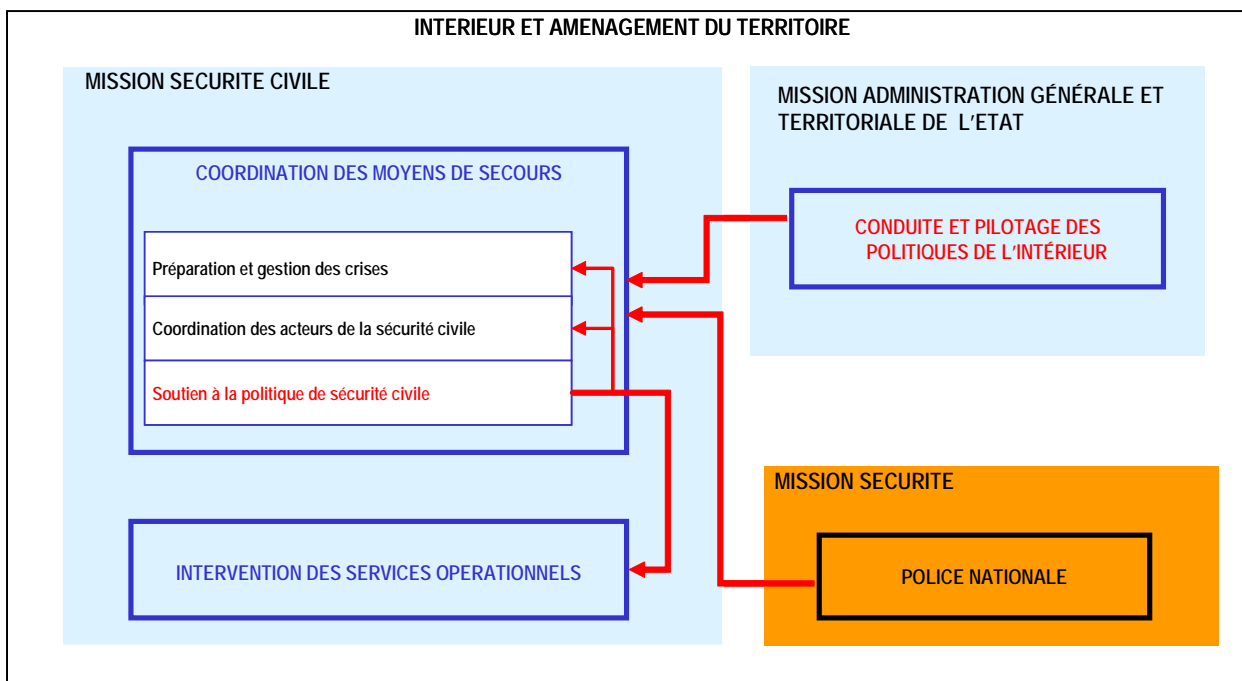 INTERIEUR ET AMENAGEMENT DU TERRITOIRE
MISSION SECURITE CIVILE
COORDINATION DES MOYENS DE SECOURS
Préparation et gestion des crises
Coordination des acteurs de la sécurité civile
Soutien à la politique de sécurité civile
INTERVENTION DES SERVICES OPERATIONNELS
MISSION ADMINISTRATION GÉNÉRALE ET
TERRITORIALE DE L'ETAT
CONDUITE ET PILOTAGE DES
POLITIQUES DE L'INTÉRIEUR
MISSION SECURITE
POLICE NATIONALE